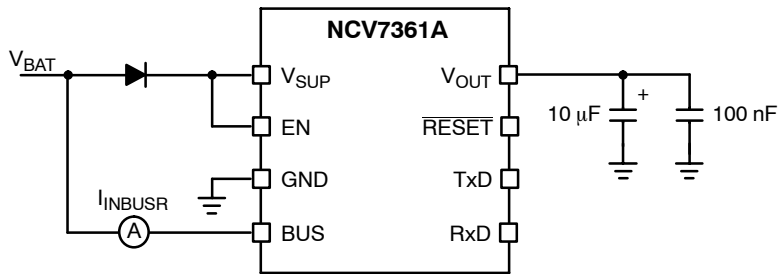 NCV7361A
V_BAT
V_SUP
V_OUT
+
EN
RESET
10 μF
100 nF
GND
TxD
I_INBUSR
A
BUS
RxD